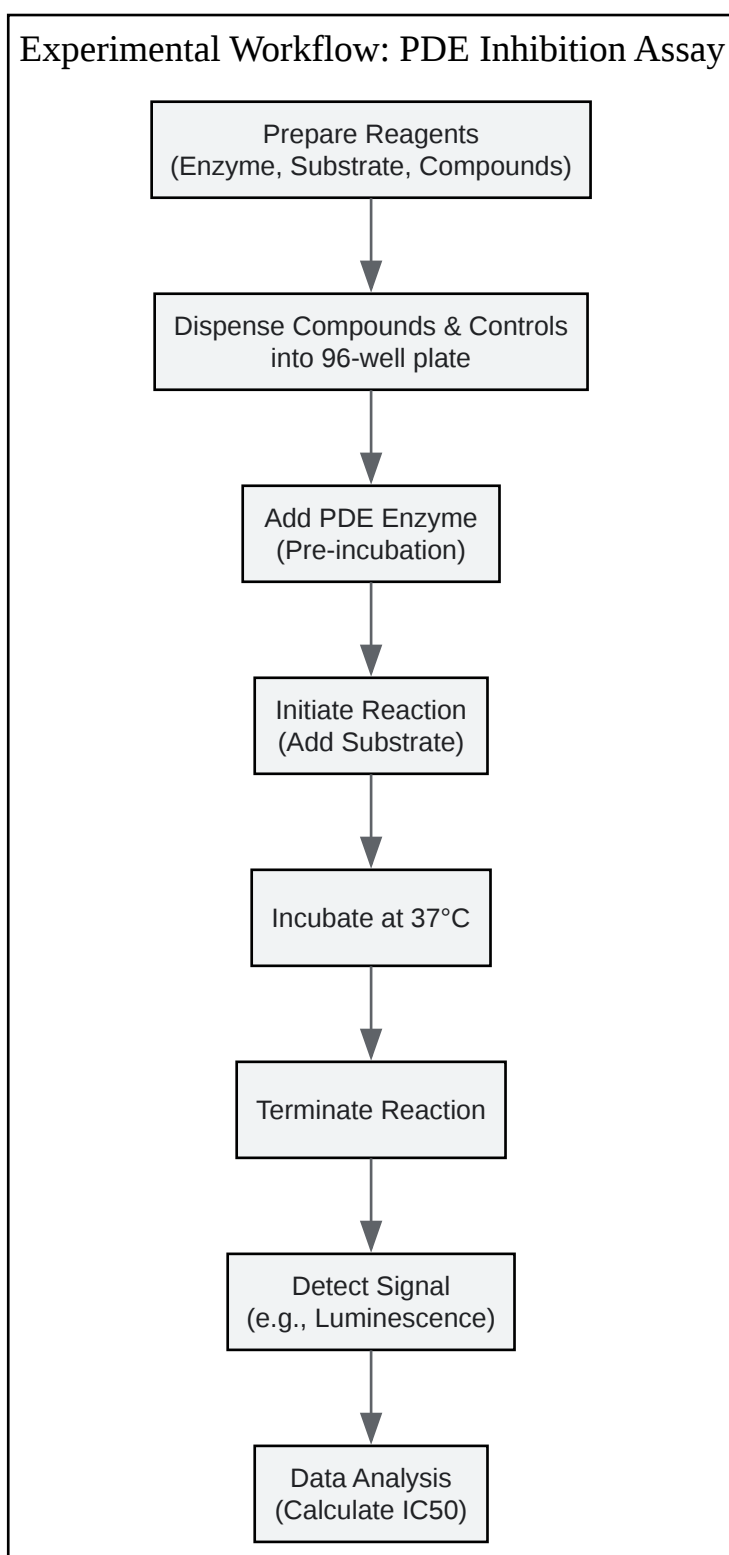 Experimental Workflow: PDE Inhibition Assay
Prepare Reagents
(Enzyme, Substrate, Compounds)
Dispense Compounds & Controls
into 96-well plate
Add PDE Enzyme
(Pre-incubation)
Initiate Reaction
(Add Substrate)
Incubate at 37°C
Terminate Reaction
Detect Signal
(e.g., Luminescence)
Data Analysis
(Calculate IC50)